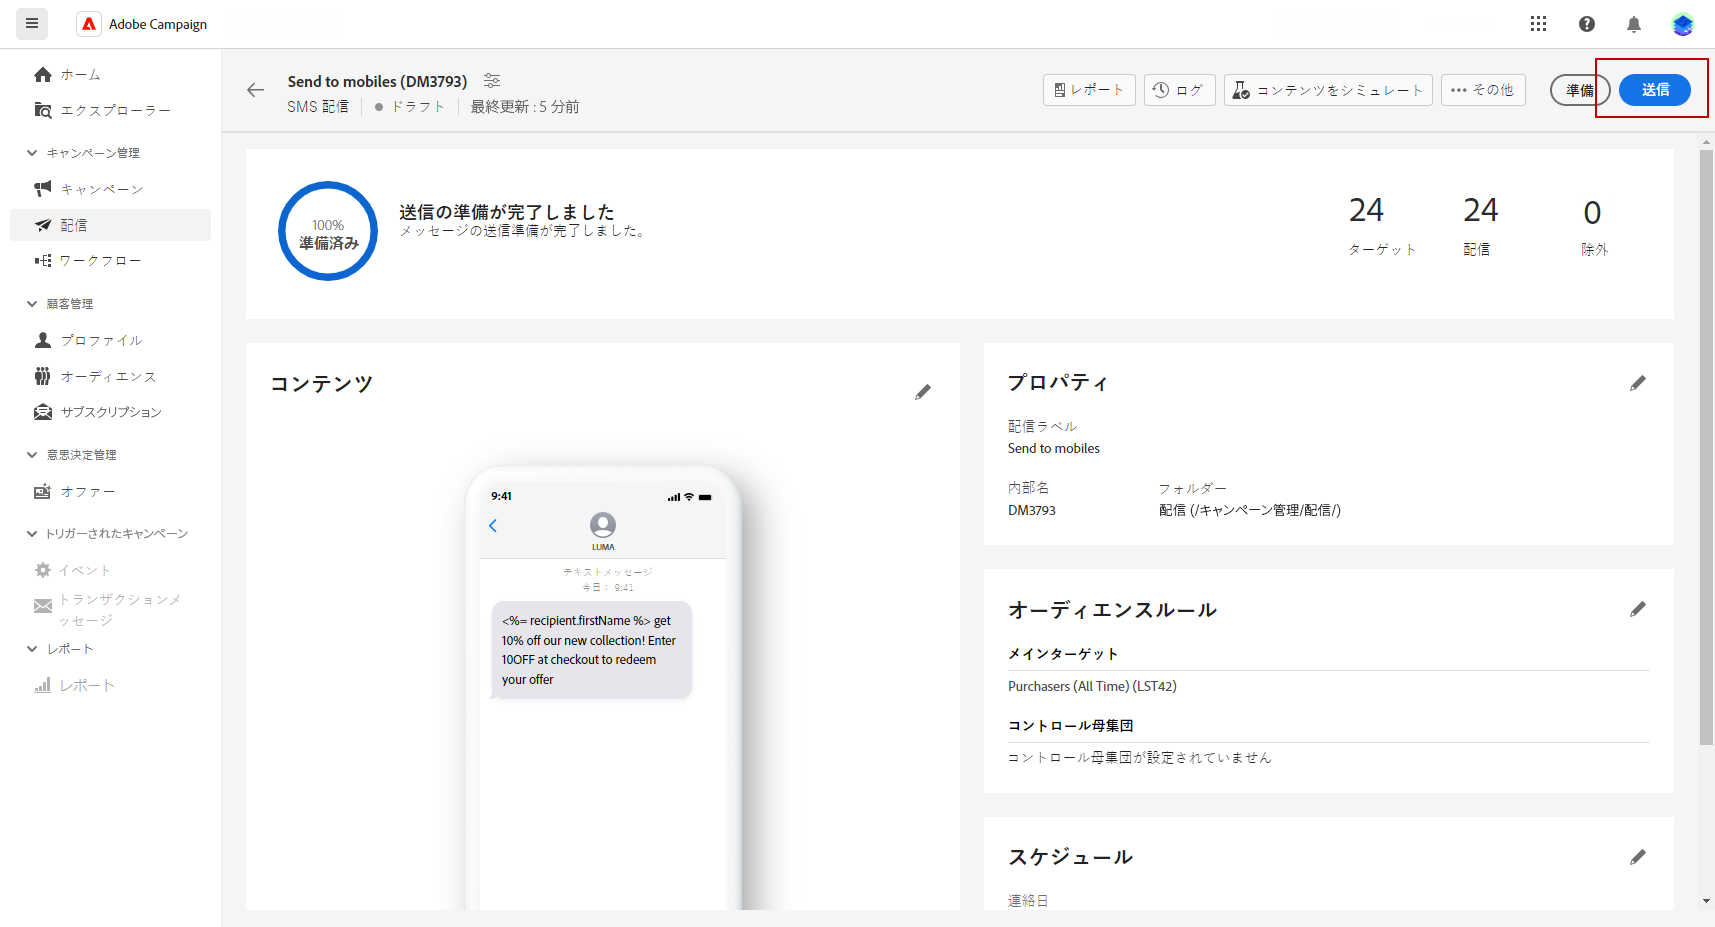 Adobe Campaign
ホーム
エクスプローラー
キャンペーン管理
キャンペーン
配信
ワークフロー
顧客管理
プロファイル
オーディエンス
サブスクリプション
意思決定管理
オファー
トリガーされたキャンペーン
イベント
トランザクションメ
ッセージ
レポート
レポート
Send to mobiles (DM3793)
SMS 配信
ドラフト
最終更新 : 5 分前
レポート
ログ
コンテンツをシミュレート
その他
準備
送信
100%
準備済み
送信の準備が完了しました
メッセージの送信準備が完了しました。
24
ターゲット
24
配信
0
除外
コンテンツ
9:41
LUMA
テキストメッセージ
今日： 9:41
<%= recipient.firstName %> get
10% off our new collection! Enter
10OFF at checkout to redeem
your offer
プロパティ
配信ラベル
Send to mobiles
内部名
DM3793
フォルダー
配信 (/キャンペーン管理/配信/)
オーディエンスルール
メインターゲット
Purchasers (All Time) (LST42)
コントロール母集団
コントロール母集団が設定されていません
スケジュール
連絡日